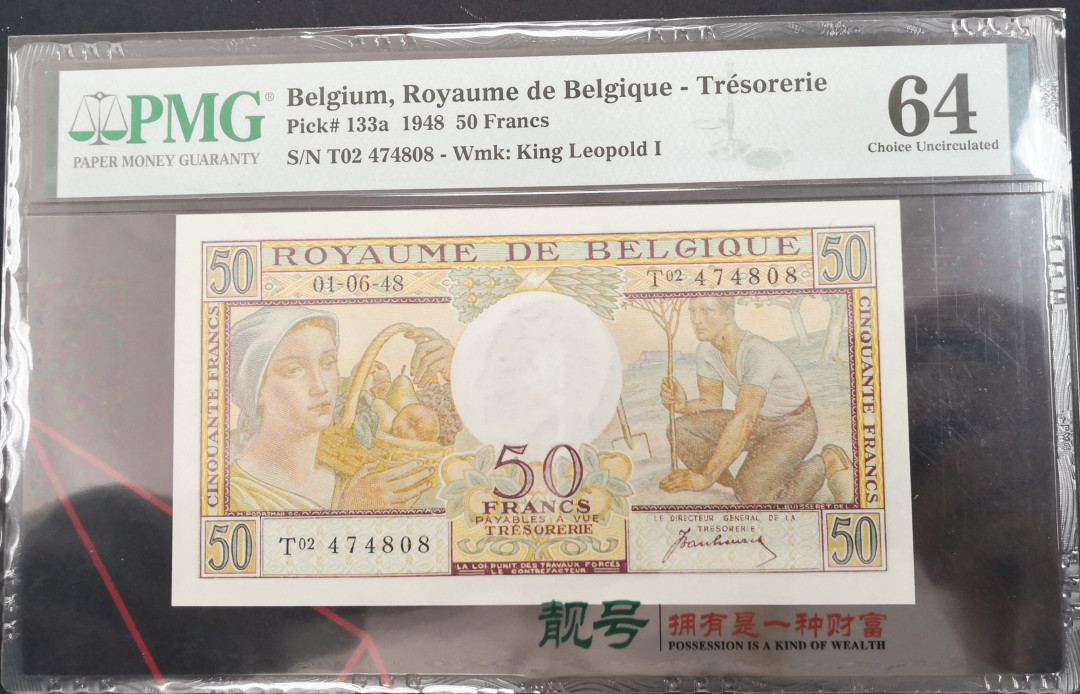 PMG®
PAPER MONEY GUARANTY
Belgium, Royaume de Belgique - Trésorerie
Pick# 133a 1948 50 Francs
S/N T02 474808 - Wmk: King Leopold I
64
Choice Uncirculated
50
ROYAUME DE BELGIQUE
50
01-06-48
T02 474808
CINQUANTE FRANCS
CINQUANTE FRANCS
50
FRANCS
PAYABLES A VUE
TRÉSORERIE
L. BUISSERET DEL.
LE DIRECTEUR GENERAL DE LA
TRESORERIE
50
T02 474808
50
LA LOI PUNIT DES TRAVAUX FORCÉS
LE CONTREFACTEUR
靓号
拥有是一种财富
POSSESSION IS A KIND OF WEALTH